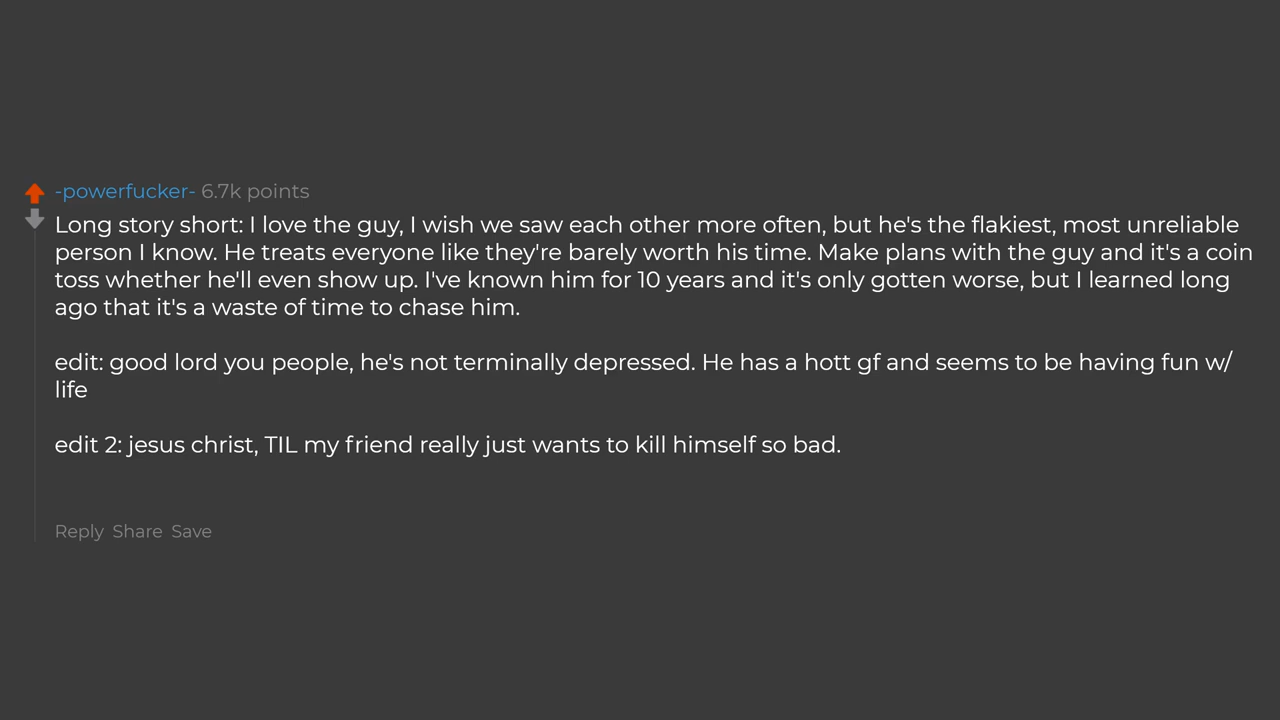 -powerfucker- 6.7k points
Long story short: I love the guy, I wish we saw each other more often, but he's the flakiest, most unreliable
person I know. He treats everyone like they're barely worth his time. Make plans with the guy and it's a coin
toss whether he'll even show up. I've known him for 10 years and it's only gotten worse, but I learned long
ago that it's a waste of time to chase him.
edit: good lord you people, he's not terminally depressed. He has a hott gf and seems to be having fun w/
life
edit 2: jesus christ, TIL my friend really just wants to kill himself so bad.
Reply Share Save